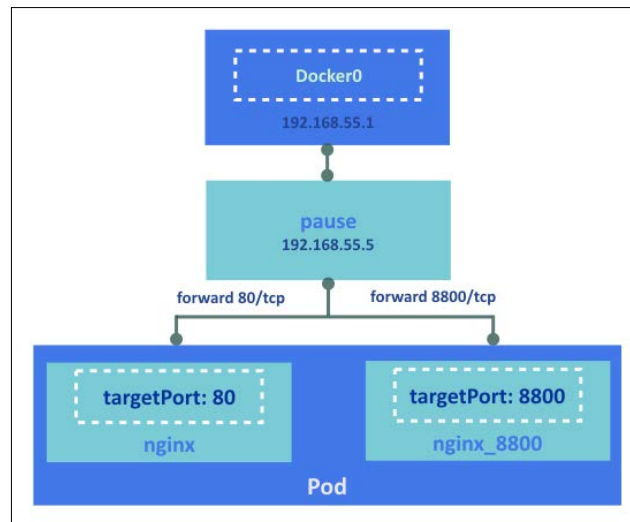 Docker0
192.168.55.1
pause
192.168.55.5
forward 80/tcp
forward 8800/tcp
targetPort: 80
targetPort: 8800
nginx
nginx_8800
Pod